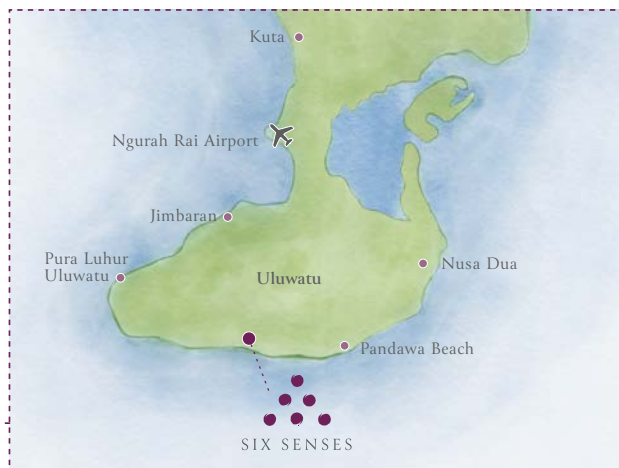 Kuta
Ngurah Rai Airport
Jimbaran
Pura Luhur
Uluwatu
Uluwatu
Nusa Dua
Pandawa Beach
SIX SENSES